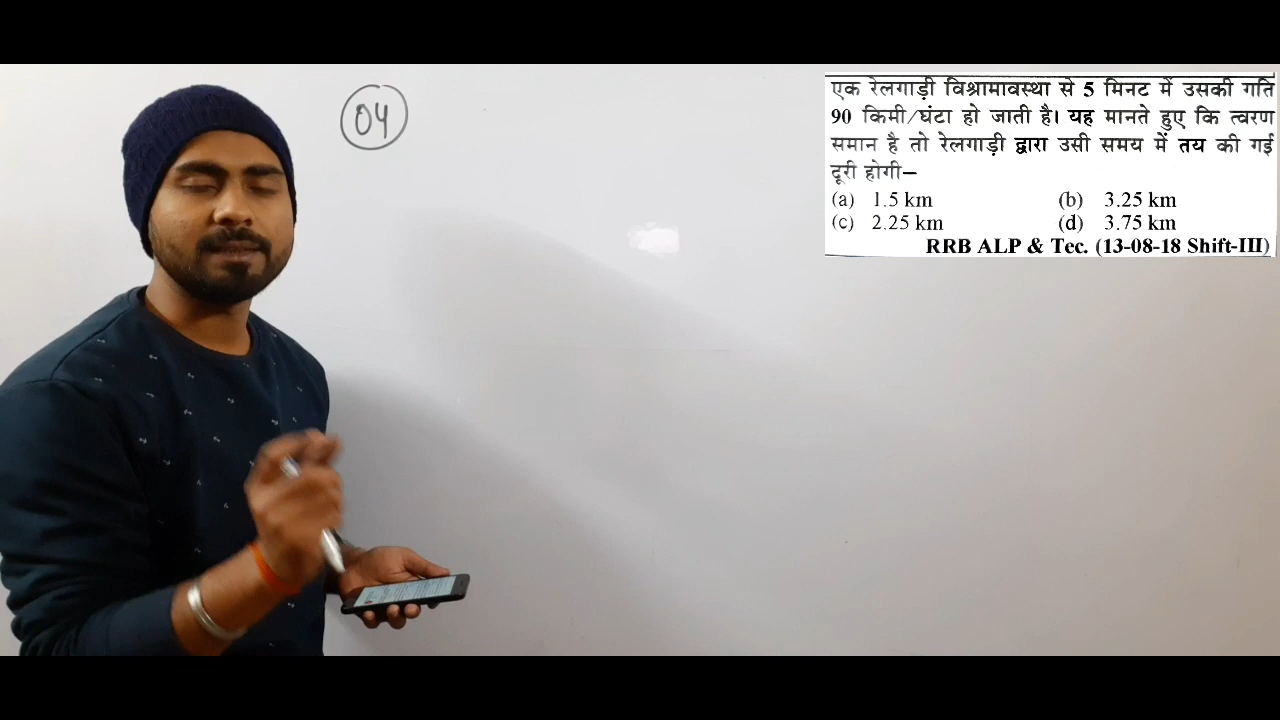 04
एक रेलगाड़ी विश्रामावस्था से 5 मिनट में उसकी गति
90 किमी/घंटा हो जाती है। यह मानते हुए कि त्वरण
समान है तो रेलगाड़ी द्वारा उसी समय में तय की गई
दूरी होगी–
(a) 1.5 km (b) 3.25 km
(c) 2.25 km (d) 3.75 km
RRB ALP & Tec. (13-08-18 Shift-III)